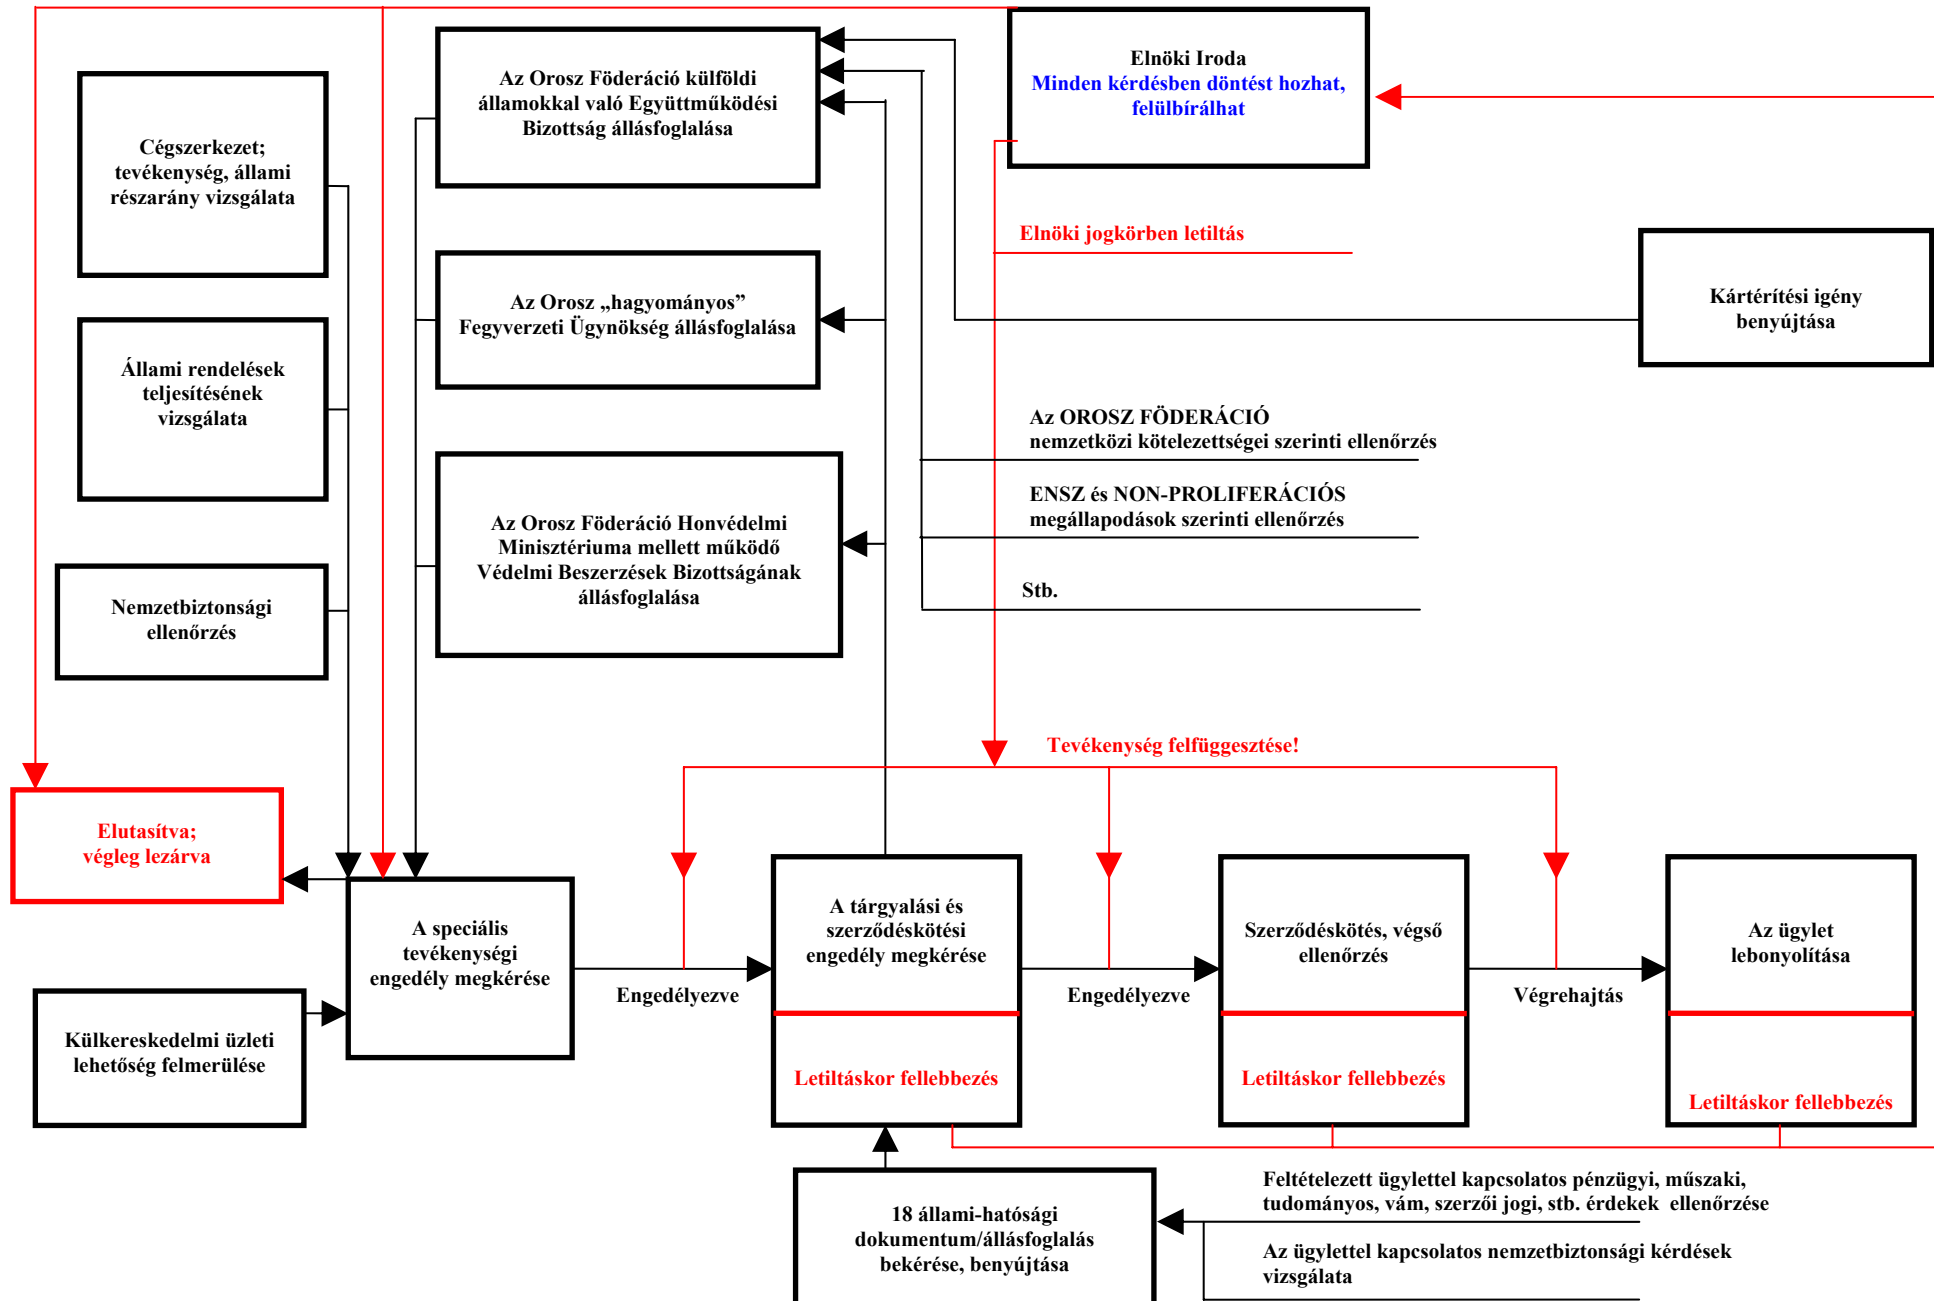 Elnöki Iroda
Minden kérdésben döntést hozhat,
felülbírálhat
Az Orosz Föderáció külföldi
államokkal való Együttműködési
Bizottság állásfoglalása
Cégszerkezet;
tevékenység, állami
részarány vizsgálata
Elnöki jogkörben letiltás
Kártérítési igény
benyújtása
Az Orosz „hagyományos”
Fegyverzeti Ügynökség állásfoglalása
Állami rendelések
teljesítésének
vizsgálata
Az OROSZ FÖDERÁCIÓ
nemzetközi kötelezettségei szerinti ellenőrzés
ENSZ és NON-PROLIFERÁCIÓS
megállapodások szerinti ellenőrzés
Az Orosz Föderáció Honvédelmi
Minisztériuma mellett működő
Védelmi Beszerzések Bizottságának
állásfoglalása
Stb.
Nemzetbiztonsági
ellenőrzés
Tevékenység felfüggesztése!
Elutasítva;
végleg lezárva
A speciális
tevékenységi
engedély megkérése
A tárgyalási és
szerződéskötési
engedély megkérése
Szerződéskötés, végső
ellenőrzés
Az ügylet
lebonyolítása
Engedélyezve
Engedélyezve
Végrehajtás
Külkereskedelmi üzleti
lehetőség felmerülése
Letiltáskor fellebbezés
Letiltáskor fellebbezés
Letiltáskor fellebbezés
18 állami-hatósági
dokumentum/állásfoglalás
bekérése, benyújtása
Feltételezett ügylettel kapcsolatos pénzügyi, műszaki,
tudományos, vám, szerzői jogi, stb. érdekek  ellenőrzése
Az ügylettel kapcsolatos nemzetbiztonsági kérdések
vizsgálata